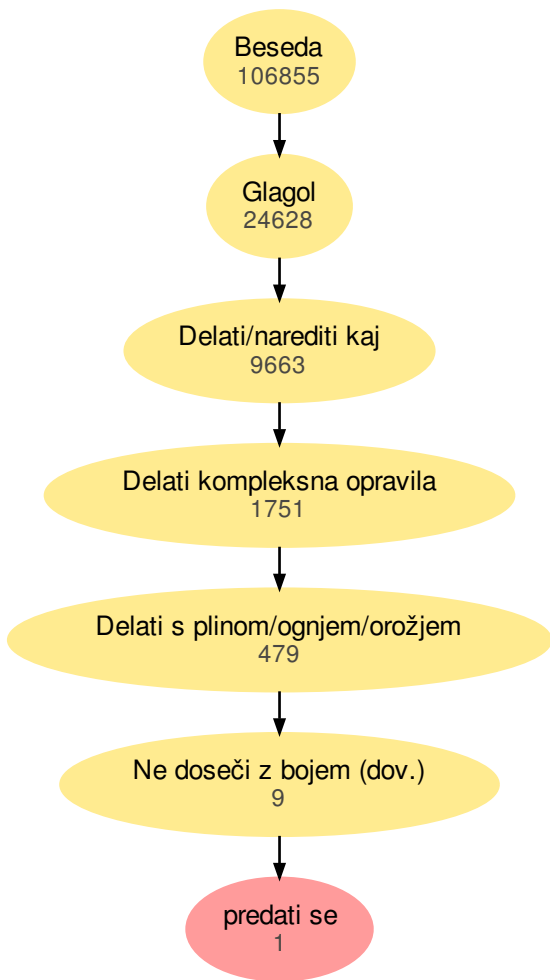 Beseda
106855
Glagol
24628
Delati/narediti kaj
9663
Delati kompleksna opravila
1751
Delati s plinom/ognjem/orožjem
479
Ne doseči z bojem (dov.)
9
predati se
1